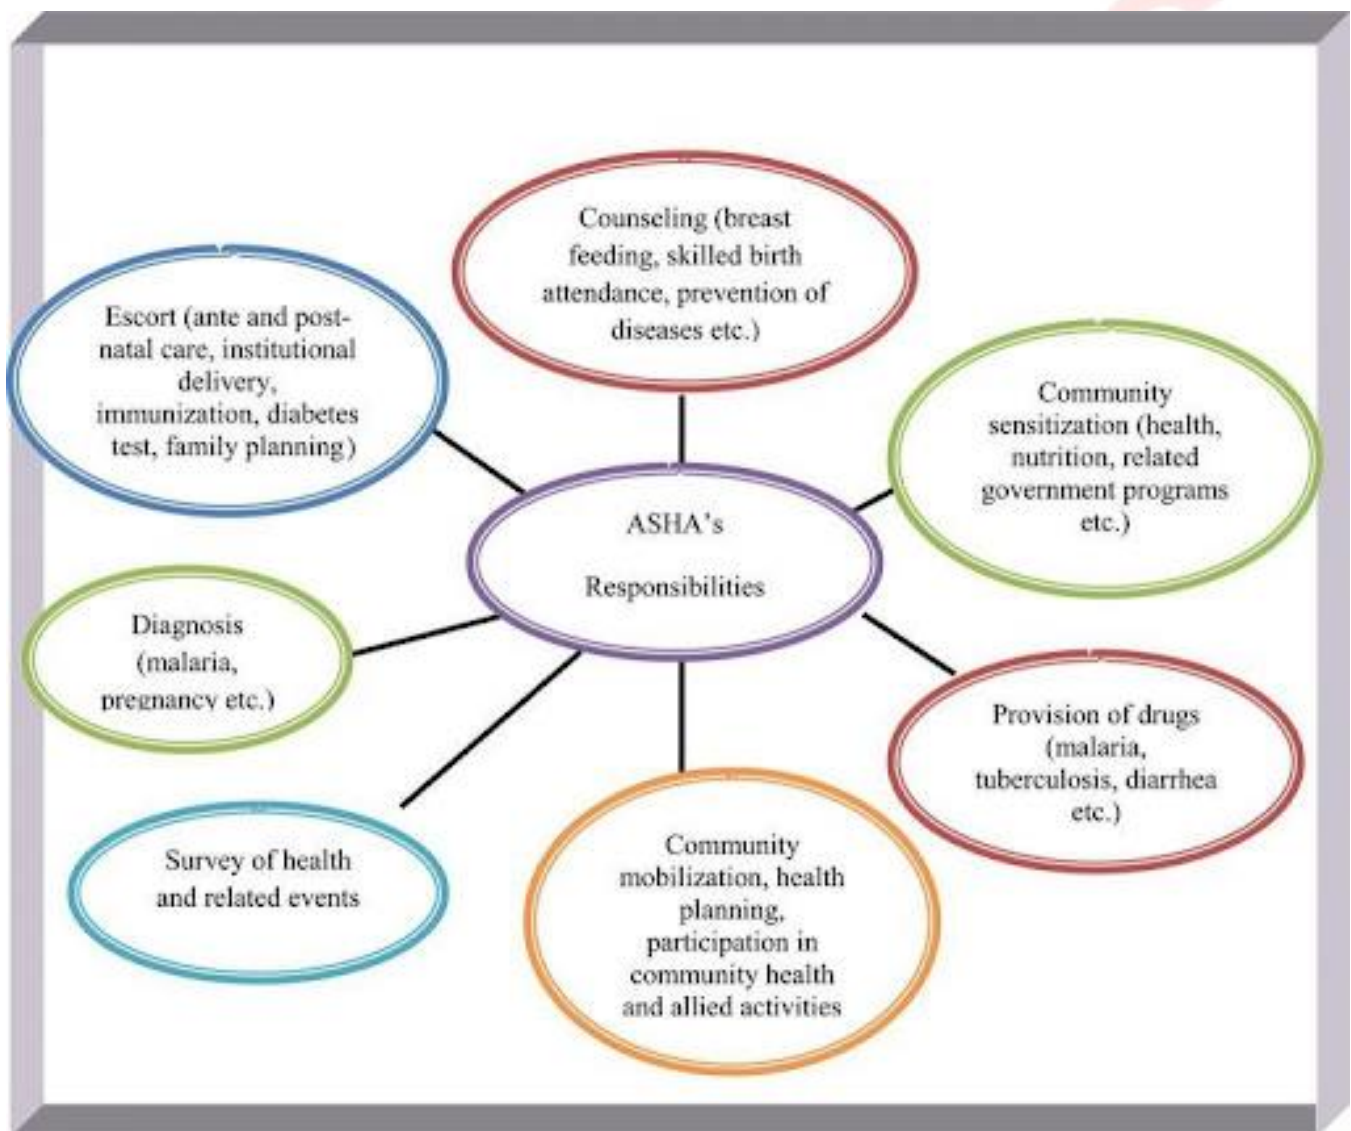 Counseling (breast
feeding, skilled birth
attendance, prevention of
diseases etc.)
Escort (ante and post-
natal care, institutional
delivery,
immunization, diabetes
test, family planning)
Community
sensitization (health,
nutrition, related
government programs
etc.)
ASHA's
Responsibilities
Diagnosis
(malaria,
pregnancy etc.)
Provision of drugs
(malaria,
tuberculosis, diarrhea
etc.)
Survey of health
and related events
Community
mobilization, health
planning,
participation in
community health
and allied activities